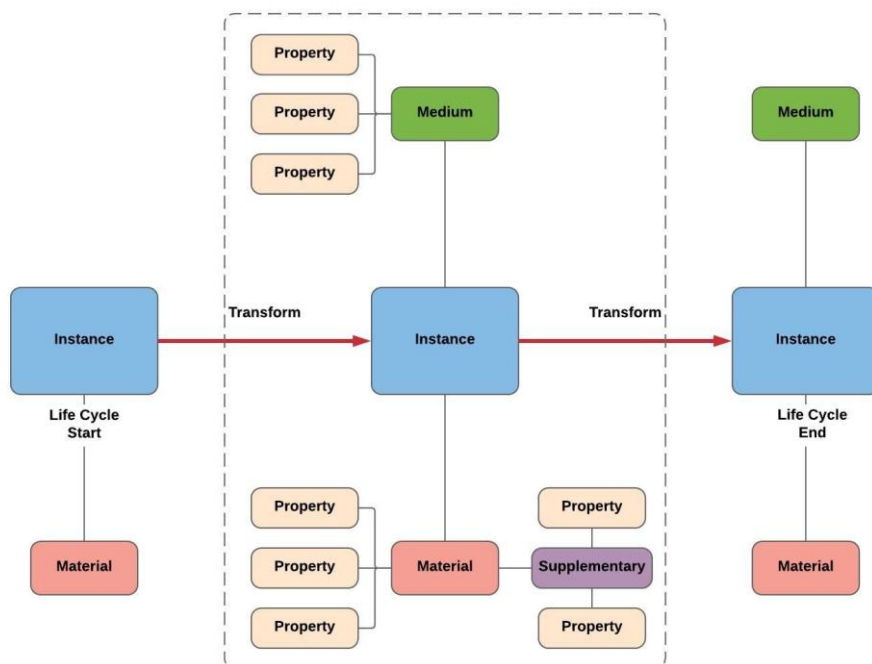 Property
Property
Medium
Medium
Property
Transform
Transform
Instance
Instance
Instance
Life Cycle
Start
Life Cycle
End
Property
Property
Material
Property
Material
Supplementary
Material
Property
Property